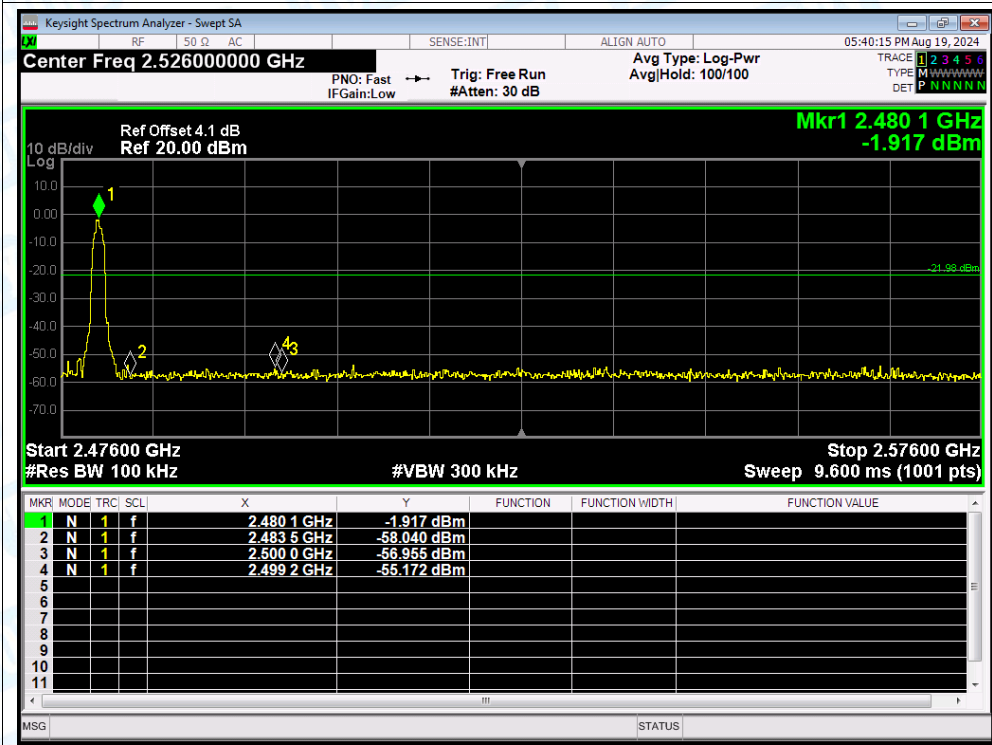 Keysight Spectrum Analyzer - Swept SA
LXI RF 50 Ω AC SENSE:INT ALIGN AUTO 05:40:15 PM Aug 19, 2024
Center Freq 2.526000000 GHz
PNO: Fast
IFGain:Low
Trig: Free Run
#Atten: 30 dB
Avg Type: Log-Pwr
Avg|Hold: 100/100
TRACE 1 2 3 4 5 6
TYPE M WWWWW
DET P N N N N N
Mkr1 2.480 1 GHz
-1.917 dBm
Ref Offset 4.1 dB
10 dB/div Ref 20.00 dBm
Log
10.0
0.00
-10.0
-20.0
-30.0
-40.0
-50.0
-60.0
-70.0
1
-21.98 dBm
2
4
3
Start 2.47600 GHz Stop 2.57600 GHz
#Res BW 100 kHz #VBW 300 kHz Sweep 9.600 ms (1001 pts)
MKR MODE TRC SCL X Y FUNCTION FUNCTION WIDTH FUNCTION VALUE
1 N 1 f 2.480 1 GHz -1.917 dBm
2 N 1 f 2.483 5 GHz -58.040 dBm
3 N 1 f 2.500 0 GHz -56.955 dBm
4 N 1 f 2.499 2 GHz -55.172 dBm
5
6
7
8
9
10
11
MSG STATUS